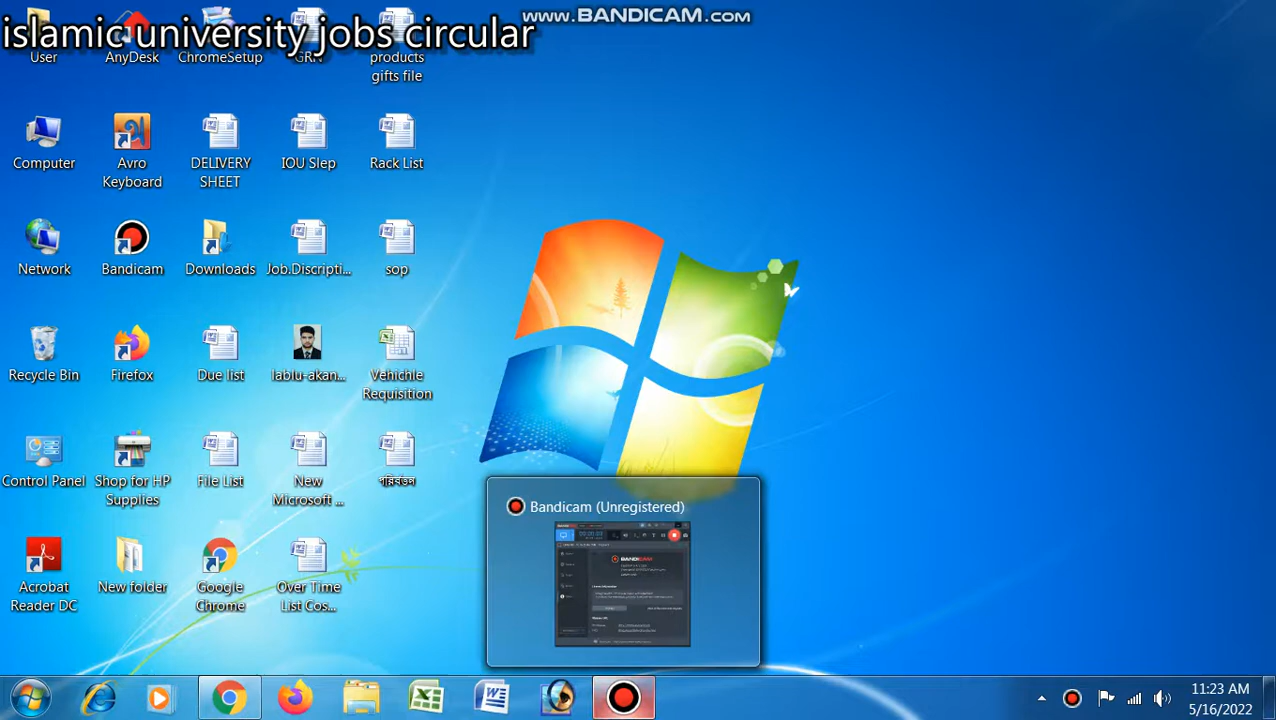 www.BANDICAM.com
islamic university jobs circular
User
AnyDesk
ChromeSetup
GRN
products
gifts file
Computer
Avro
Keyboard
DELIVERY
SHEET
IOU Slep
Rack List
Network
Bandicam
Downloads
Job.Discripti...
sop
Recycle Bin
Firefox
Due list
lablu-akan...
Vehichle
Requisition
Control Panel
Shop for HP
Supplies
File List
New
Microsoft ...
Acrobat
Reader DC
New folder
Google
Chrome
Over Time
List Cos...
Bandicam (Unregistered)
BANDICAM
11:23 AM
5/16/2022